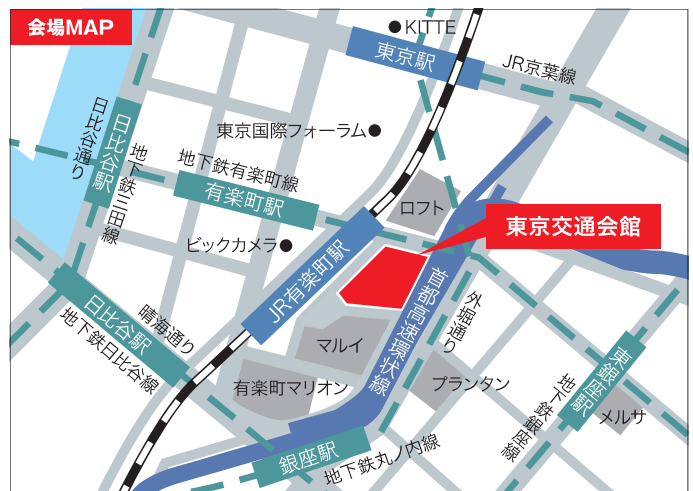 会場MAP
KITTE
東京駅
JR京葉線
日比谷通り
日比谷駅
地下鉄三田線
東京国際フォーラム
地下鉄有楽町線
有楽町駅
ロフト
東京交通会館
ビックカメラ
JR有楽町駅
首都高速環状線
外堀通り
日比谷駅
晴海通り
地下鉄日比谷線
マルイ
有楽町マリオン
プランタン
東銀座駅
地下鉄銀座線
メルサ
銀座駅
地下鉄丸ノ内線